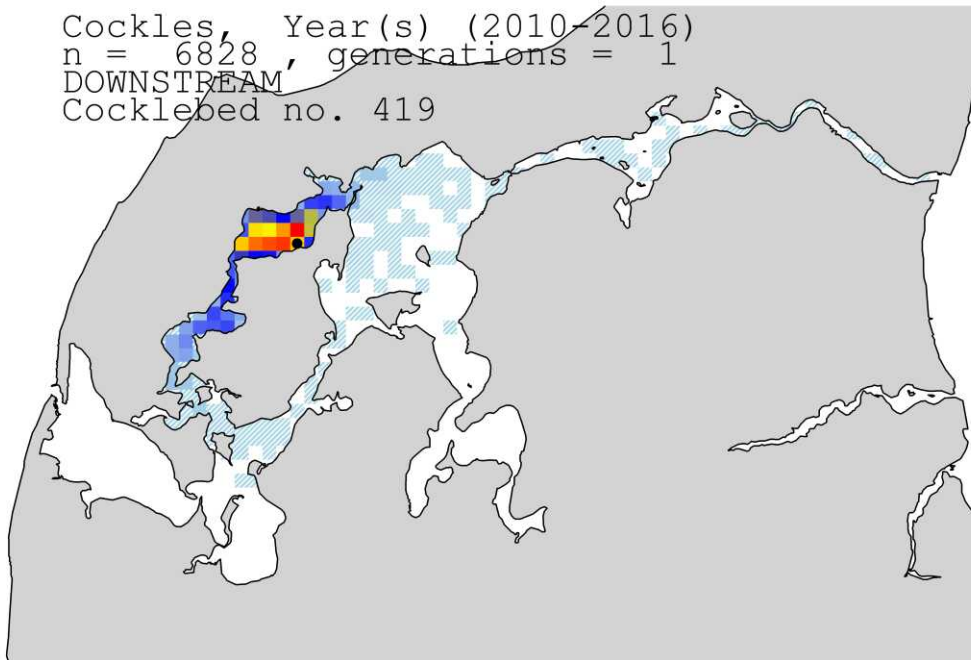 Cockles, Year(s) (2010-2016)
n = 6828 , generations = 1
DOWNSTREAM
Cocklebed no. 419